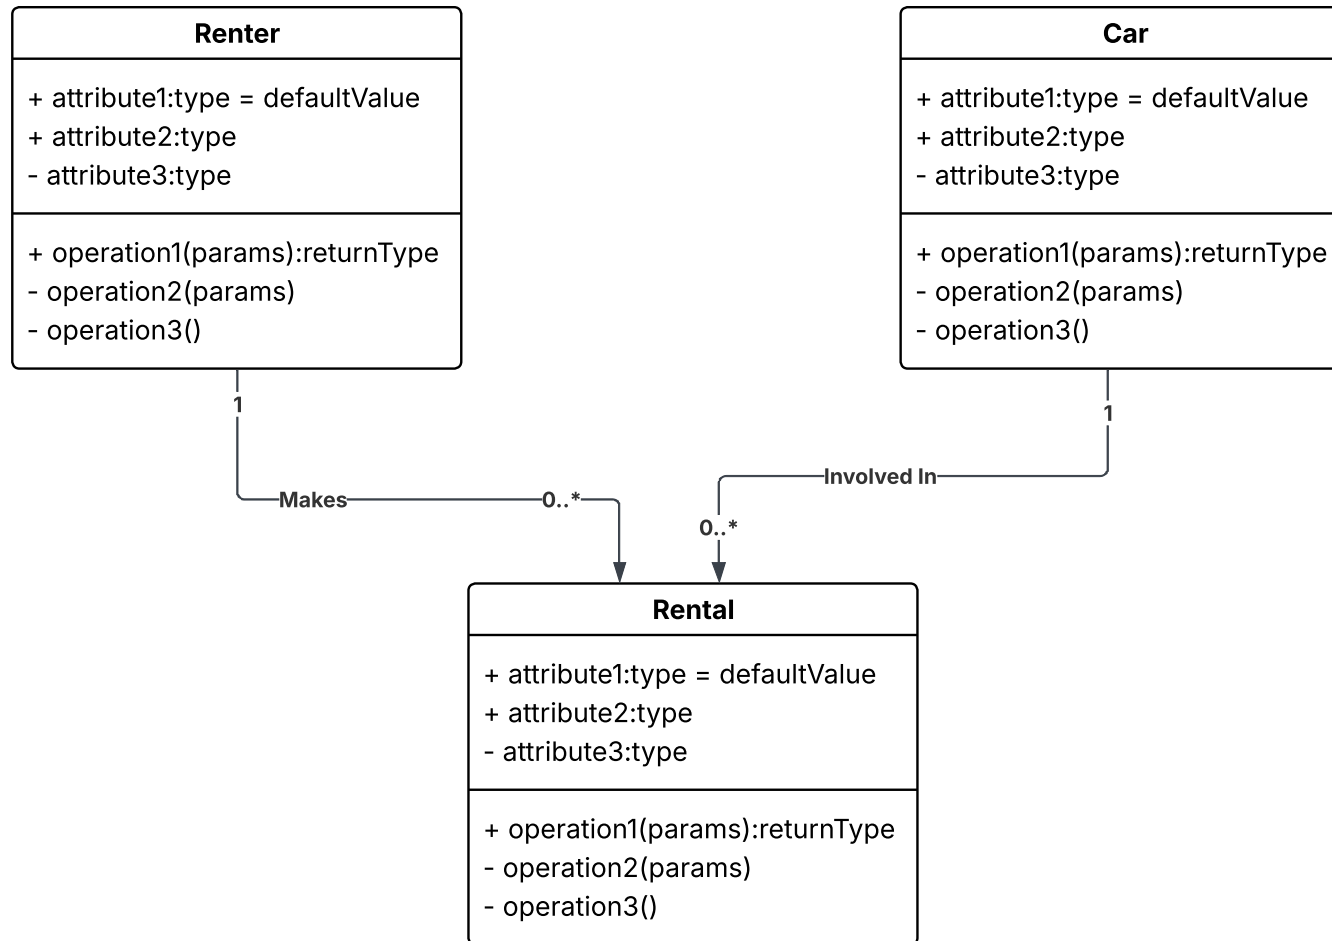 Renter
+ attribute1:type = defaultValue
+ attribute2:type
- attribute3:type
+ operation1(params):returnType
- operation2(params)
- operation3()
Car
+ attribute1:type = defaultValue
+ attribute2:type
- attribute3:type
+ operation1(params):returnType
- operation2(params)
- operation3()
1
Makes
0..*
1
Involved In
0..*
Rental
+ attribute1:type = defaultValue
+ attribute2:type
- attribute3:type
+ operation1(params):returnType
- operation2(params)
- operation3()